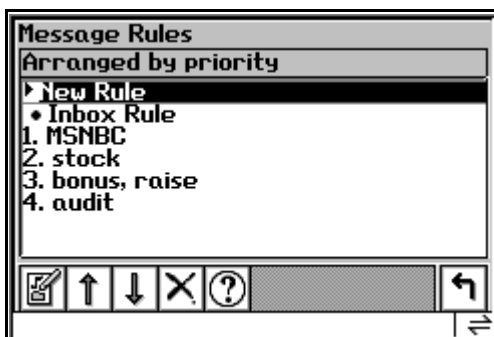 Message Rules
Arranged by priority
New Rule
• Inbox Rule
1. MSNBC
2. stock
3. bonus, raise
4. audit
?